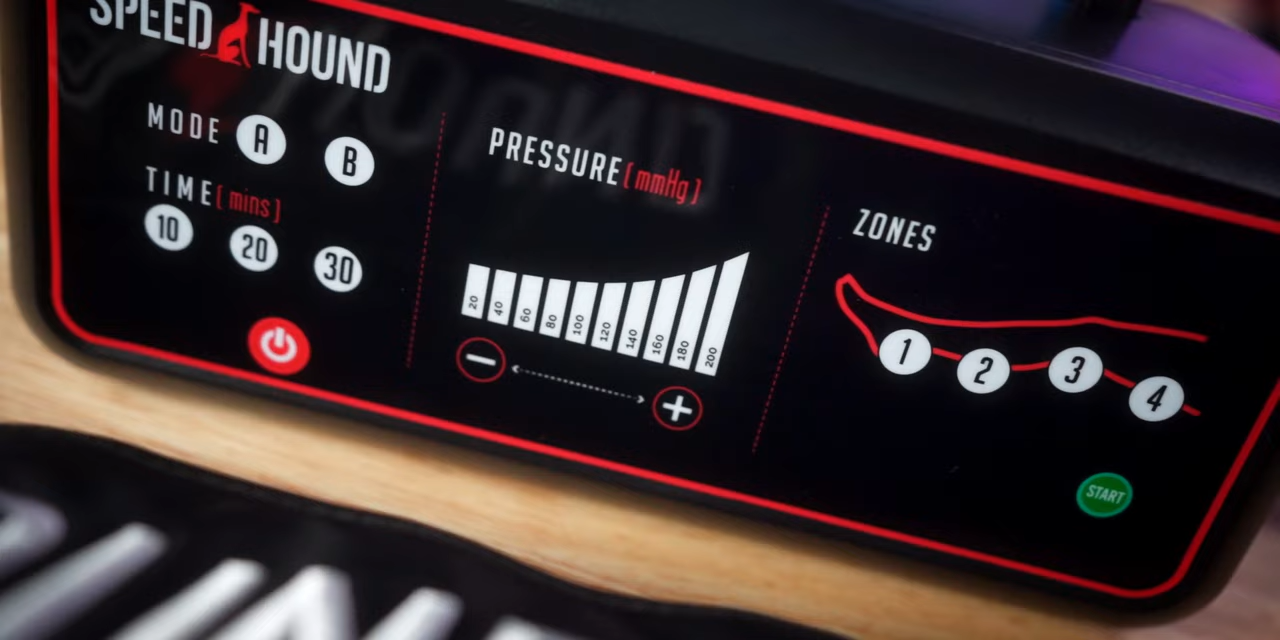 SPEED HOUND
MODE A B
TIME [mins]
10 20 30
PRESSURE [mmHg]
20 40 60 80 100 120 140 160 180 200
− +
ZONES
1 2 3 4
START